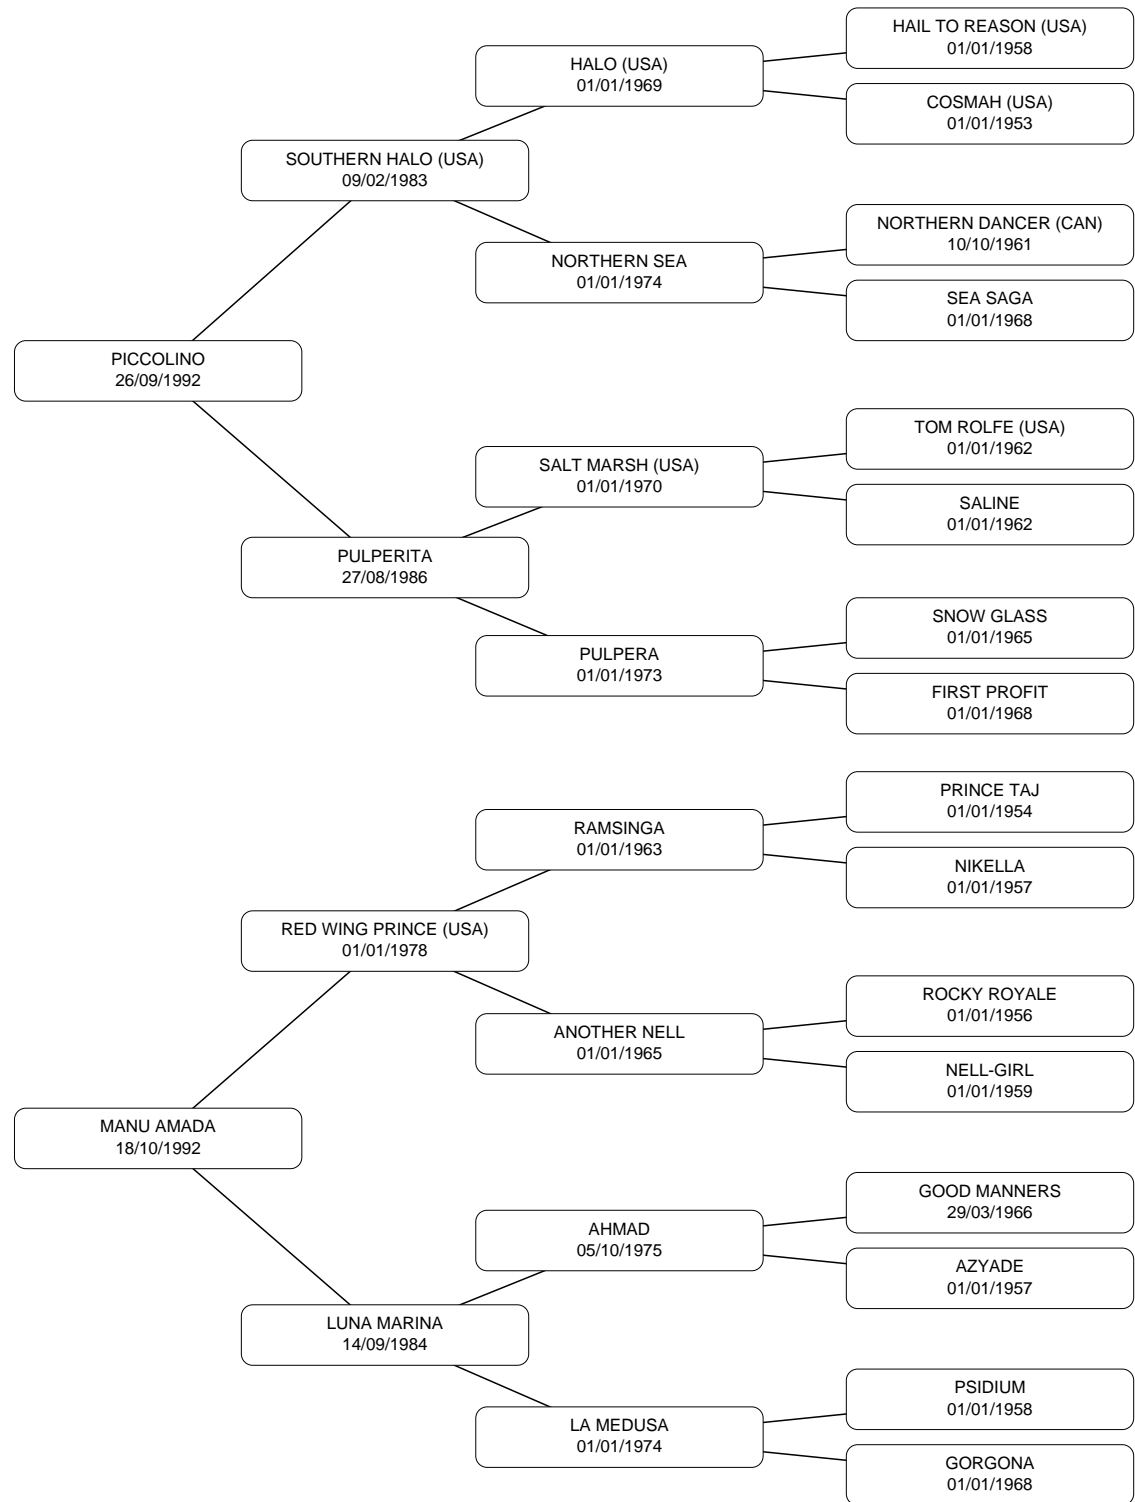 HAIL TO REASON (USA)
01/01/1958
HALO (USA)
01/01/1969
COSMAH (USA)
01/01/1953
SOUTHERN HALO (USA)
09/02/1983
NORTHERN DANCER (CAN)
10/10/1961
NORTHERN SEA
01/01/1974
SEA SAGA
01/01/1968
PICCOLINO
26/09/1992
TOM ROLFE (USA)
01/01/1962
SALT MARSH (USA)
01/01/1970
SALINE
01/01/1962
PULPERITA
27/08/1986
SNOW GLASS
01/01/1965
PULPERA
01/01/1973
FIRST PROFIT
01/01/1968
PRINCE TAJ
01/01/1954
RAMSINGA
01/01/1963
NIKELLA
01/01/1957
RED WING PRINCE (USA)
01/01/1978
ROCKY ROYALE
01/01/1956
ANOTHER NELL
01/01/1965
NELL-GIRL
01/01/1959
MANU AMADA
18/10/1992
GOOD MANNERS
29/03/1966
AHMAD
05/10/1975
AZYADE
01/01/1957
LUNA MARINA
14/09/1984
PSIDIUM
01/01/1958
LA MEDUSA
01/01/1974
GORGONA
01/01/1968